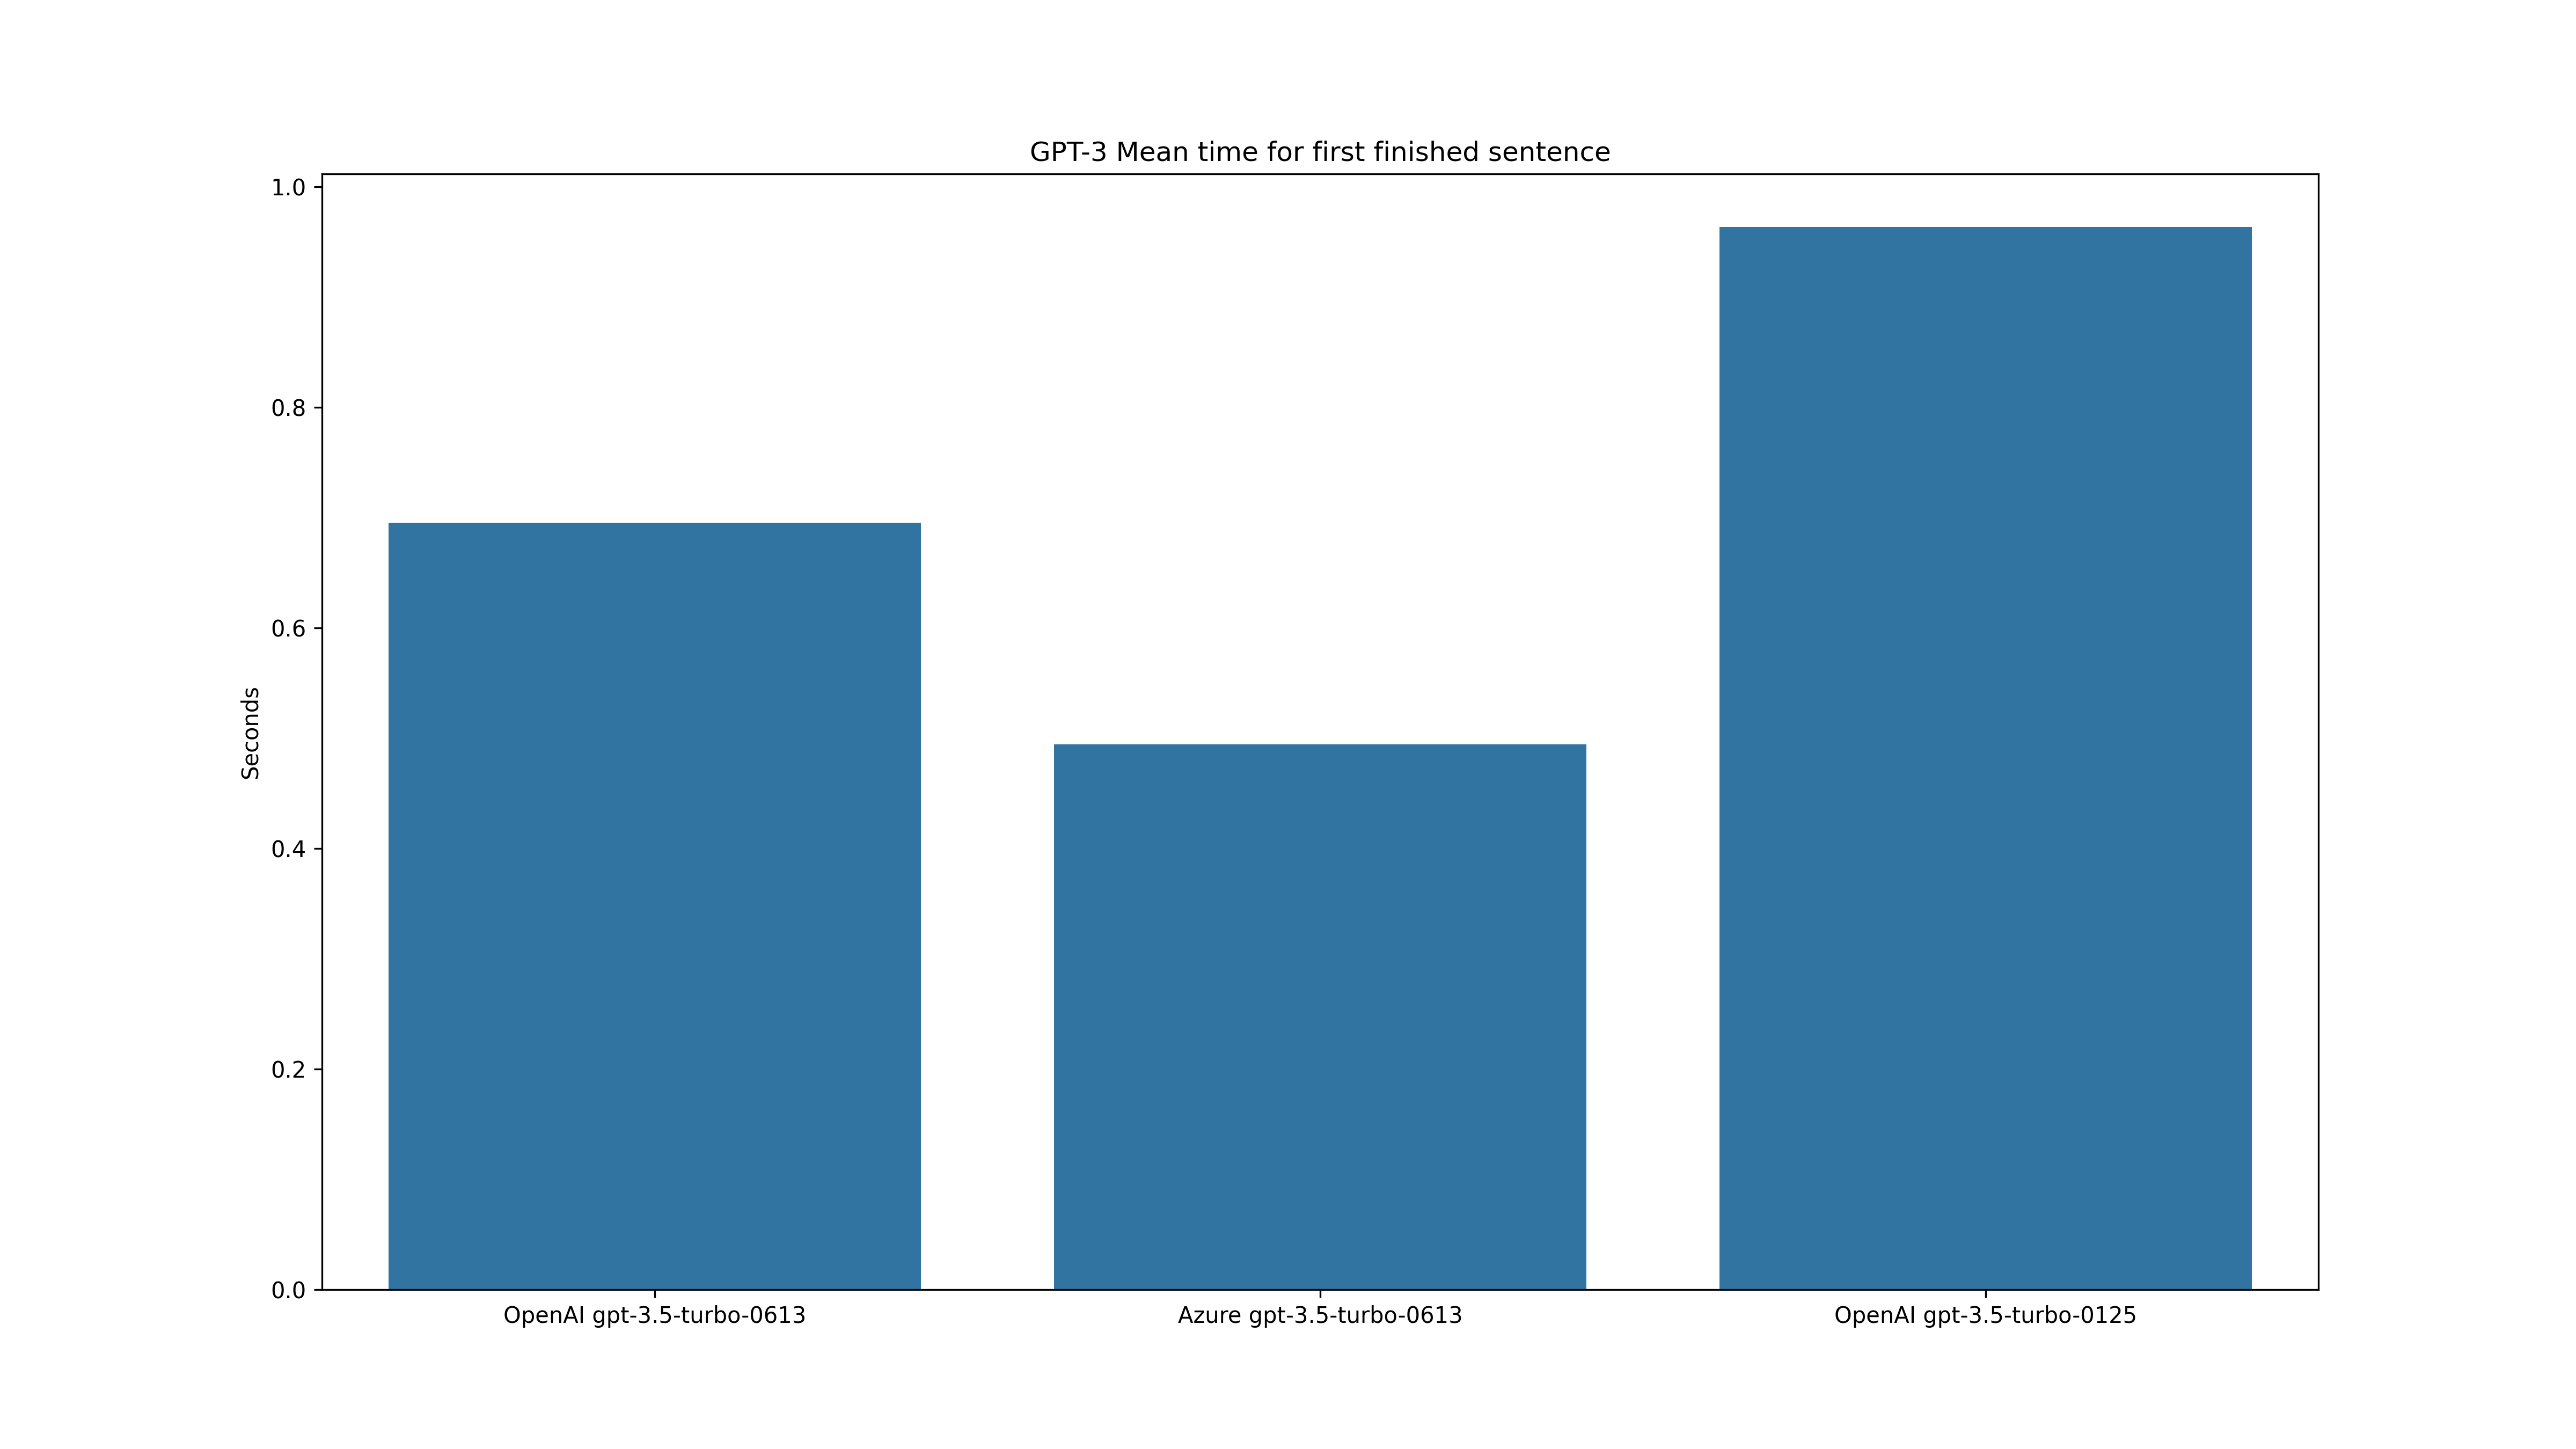 GPT-3 Mean time for first finished sentence
1.0
0.8
0.6
0.4
0.2
0.0
Seconds
OpenAI gpt-3.5-turbo-0613
Azure gpt-3.5-turbo-0613
OpenAI gpt-3.5-turbo-0125